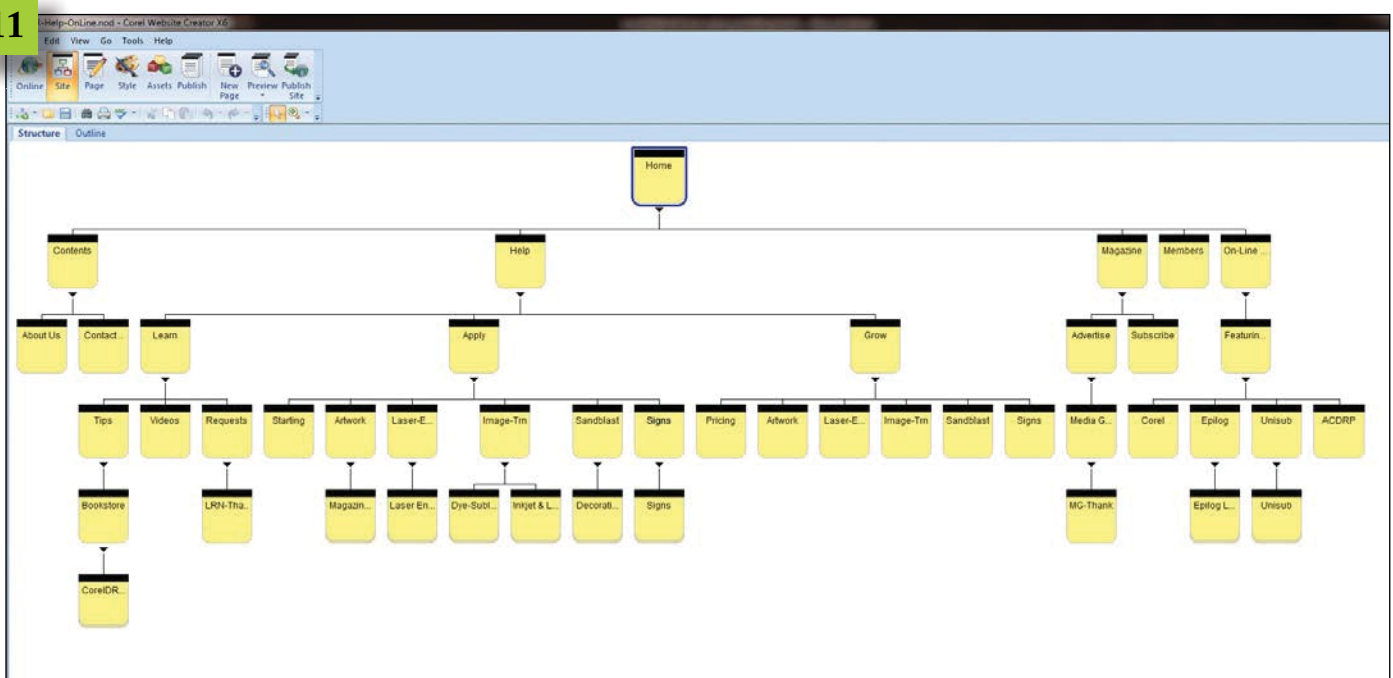 11
-Help-OnLine.nod - Corel Website Creator X6
Edit View Go Tools Help
Online Site Page Style Assets Publish New Page Preview Publish Site
Structure Outline
Home
Contents Help Magazine Members On-Line ...
About Us Contact... Learn Apply Grow Advertise Subscribe Featurin...
Tips Videos Requests Starting Artwork Laser-E... Image-Trn Sandblast Signs Pricing Artwork Laser-E... Image-Trn Sandblast Signs Media G... Corel Epilog Unisub ACDRP
Bookstore LRN-Tha... Magazin... Laser En... Dye-Subl... Inkjet & L... Decorati... Signs MG-Thank Epilog L... Unisub
CorelDR...